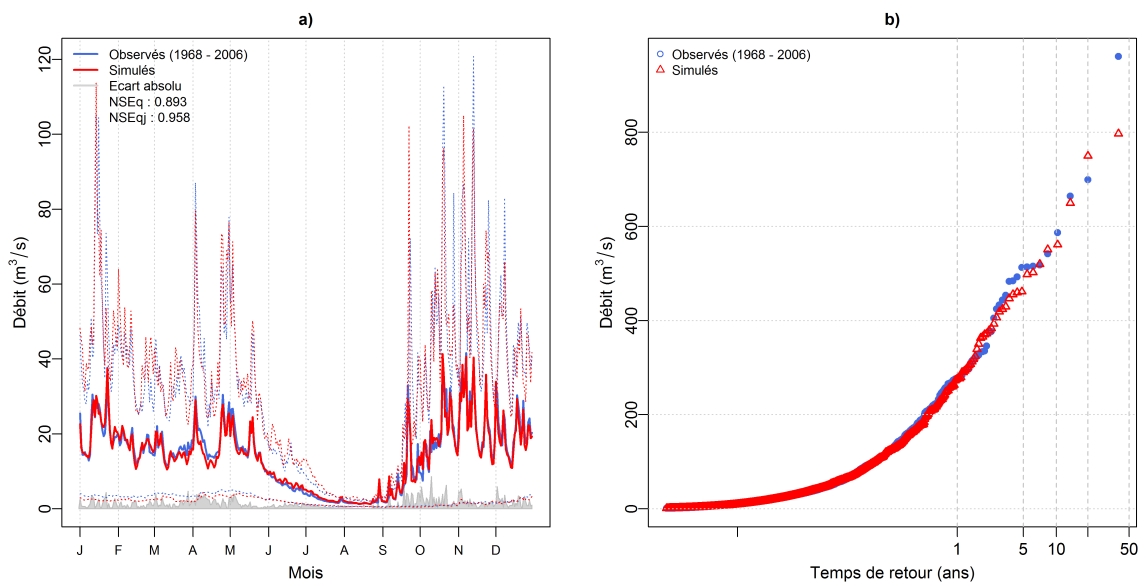 a)
Observés (1968 - 2006)
Simulés
Ecart absolu
NSEq : 0.893
NSEqj : 0.958
Débit (m³/s)
120
100
80
60
40
20
0
J F M A M J J A S O N D
Mois
b)
Observés (1968 - 2006)
Simulés
Débit (m³/s)
800
600
400
200
0
1 5 10 50
Temps de retour (ans)